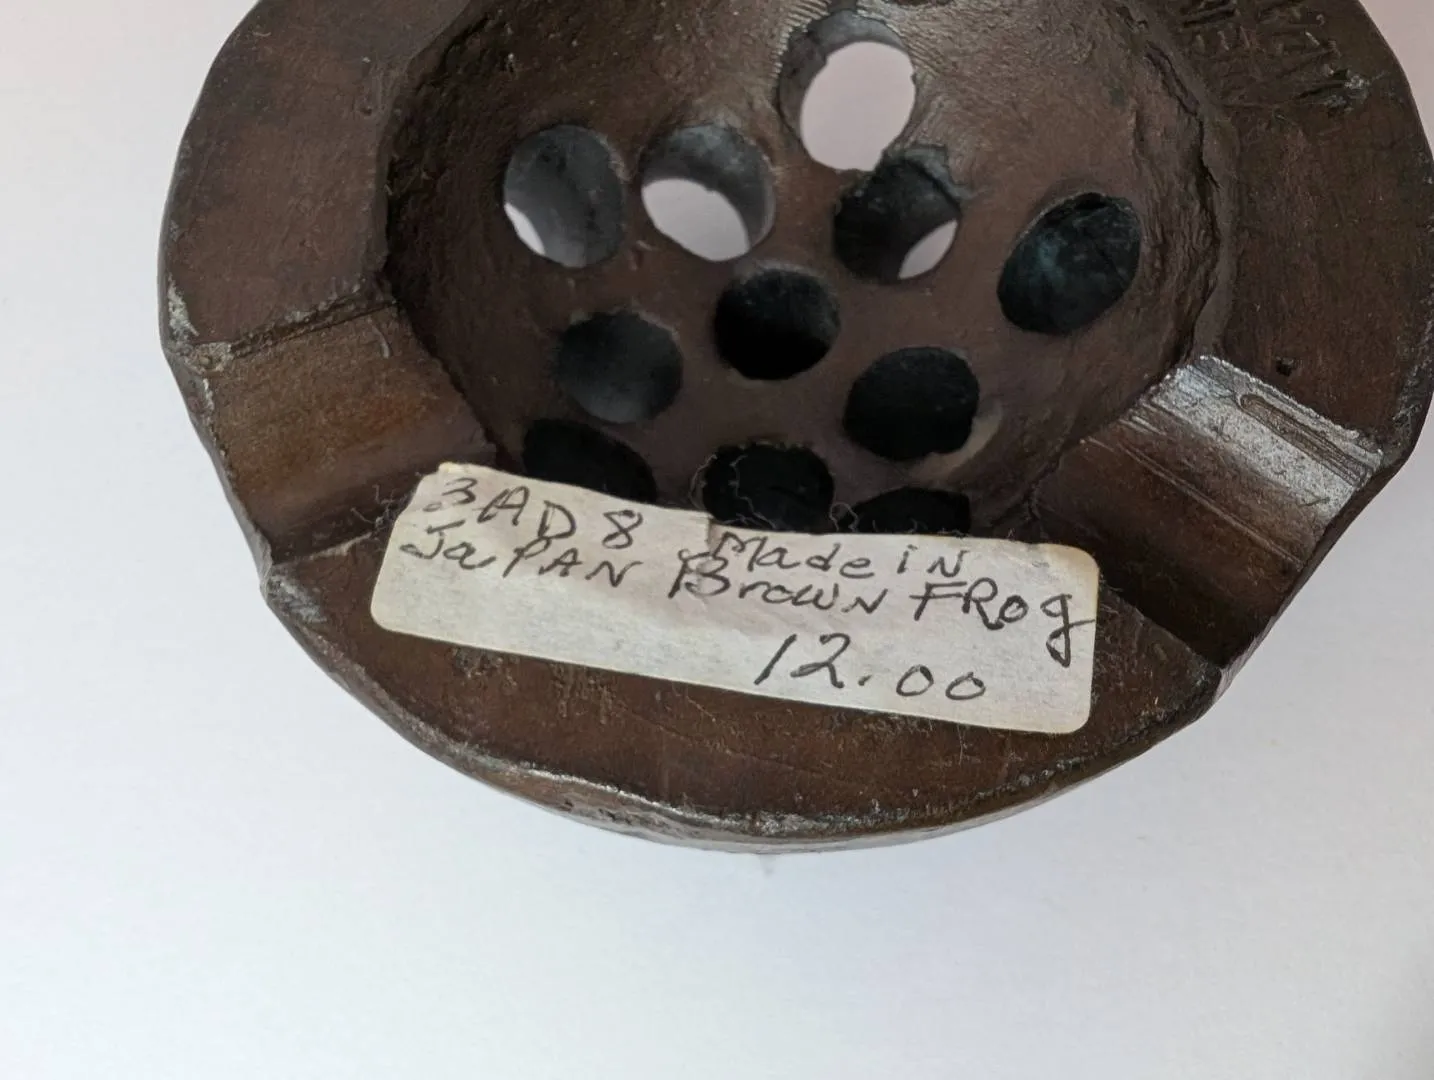 3AD8 Made in
Japan Brown Frog
12.00